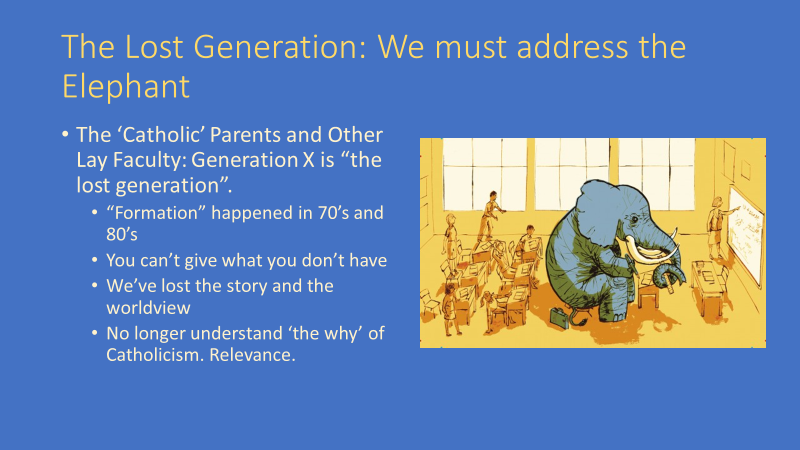 The Lost Generation: We must address the
Elephant
• The ‘Catholic’ Parents and Other
Lay Faculty: Generation X is “the
lost generation”.
• “Formation” happened in 70’s and
80’s
• You can’t give what you don’t have
• We’ve lost the story and the
worldview
• No longer understand ‘the why’ of
Catholicism. Relevance.